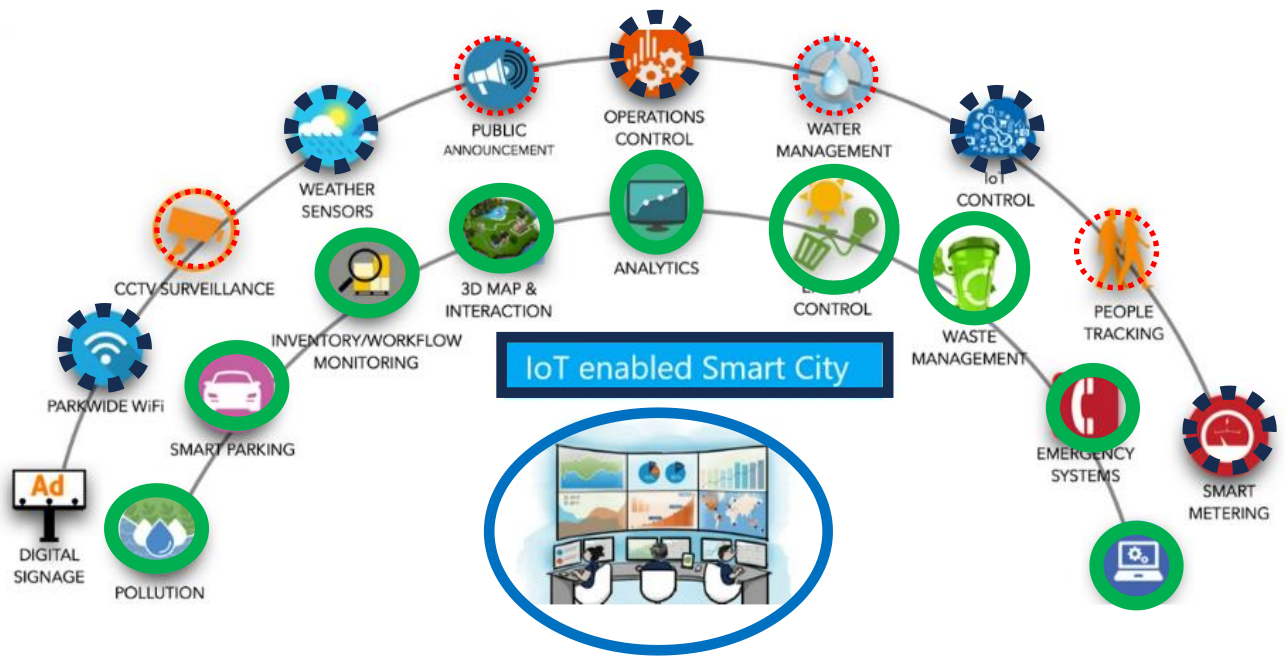 PUBLIC
ANNOUNCEMENT
OPERATIONS
CONTROL
WATER
MANAGEMENT
WEATHER
SENSORS
IoT
CONTROL
CCTV SURVEILLANCE
3D MAP &
INTERACTION
ANALYTICS
CONTROL
PEOPLE
TRACKING
INVENTORY/WORKFLOW
MONITORING
WASTE
MANAGEMENT
IoT enabled Smart City
PARKWIDE WiFi
SMART PARKING
EMERGENCY
SYSTEMS
SMART
METERING
Ad
DIGITAL
SIGNAGE
POLLUTION